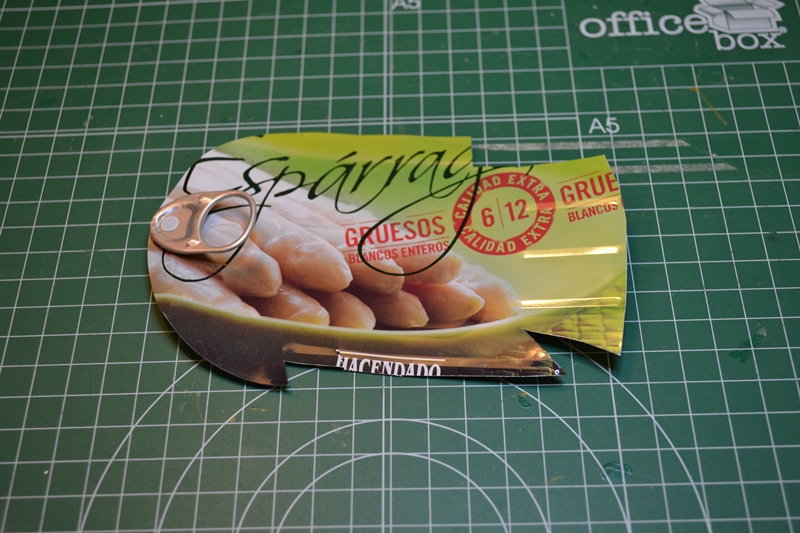 A5
office
box
A5
Espárrag
CALIDAD EXTRA
6|12
CALIDAD EXTRA
GRUESOS
BLANCOS ENTEROS
GRUE
BLANCOS
HACENDADO